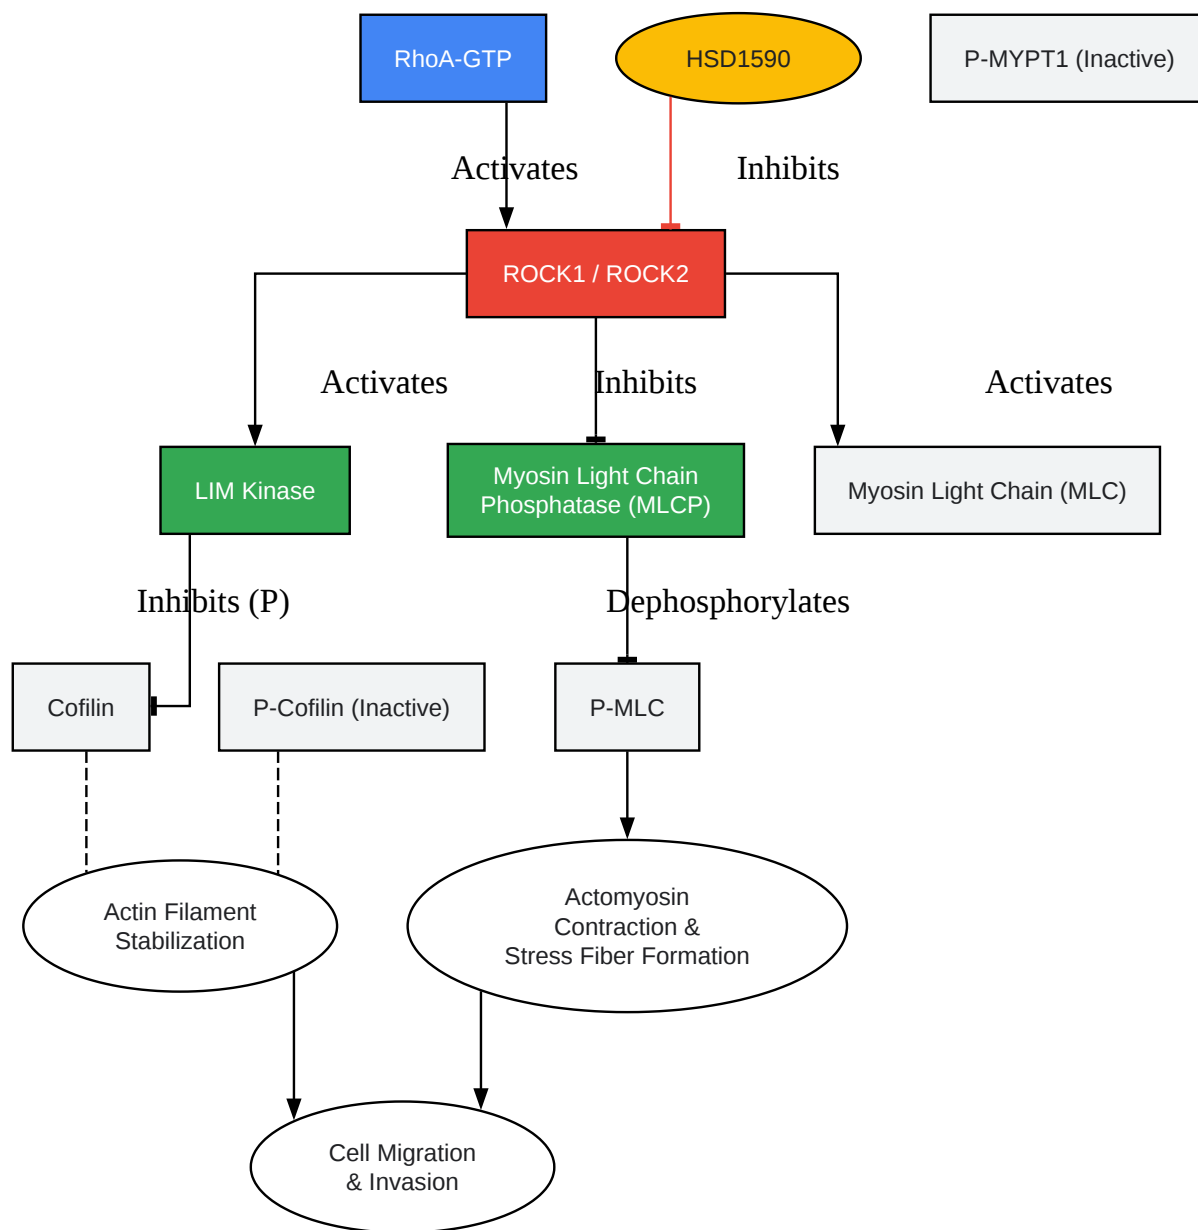 RhoA-GTP
HSD1590
P-MYPT1 (Inactive)
Activates
Inhibits
ROCK1 / ROCK2
Activates
Inhibits
Activates
LIM Kinase
Myosin Light Chain
Phosphatase (MLCP)
Myosin Light Chain (MLC)
Inhibits (P)
Dephosphorylates
Cofilin
P-Cofilin (Inactive)
P-MLC
Actin Filament
Stabilization
Actomyosin
Contraction &
Stress Fiber Formation
Cell Migration
& Invasion